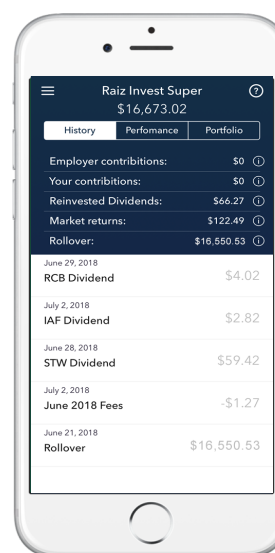 Raiz Invest Super
$16,673.02
History Perfomance Portfolio
Employer contribitions: $0
Your contribitions: $0
Reinvested Dividends: $66.27
Market returns: $122.49
Rollover: $16,550.53
June 29, 2018
RCB Dividend $4.02
July 2, 2018
IAF Dividend $2.82
June 28, 2018
STW Dividend $59.42
July 2, 2018
June 2018 Fees -$1.27
June 21, 2018
Rollover $16,550.53